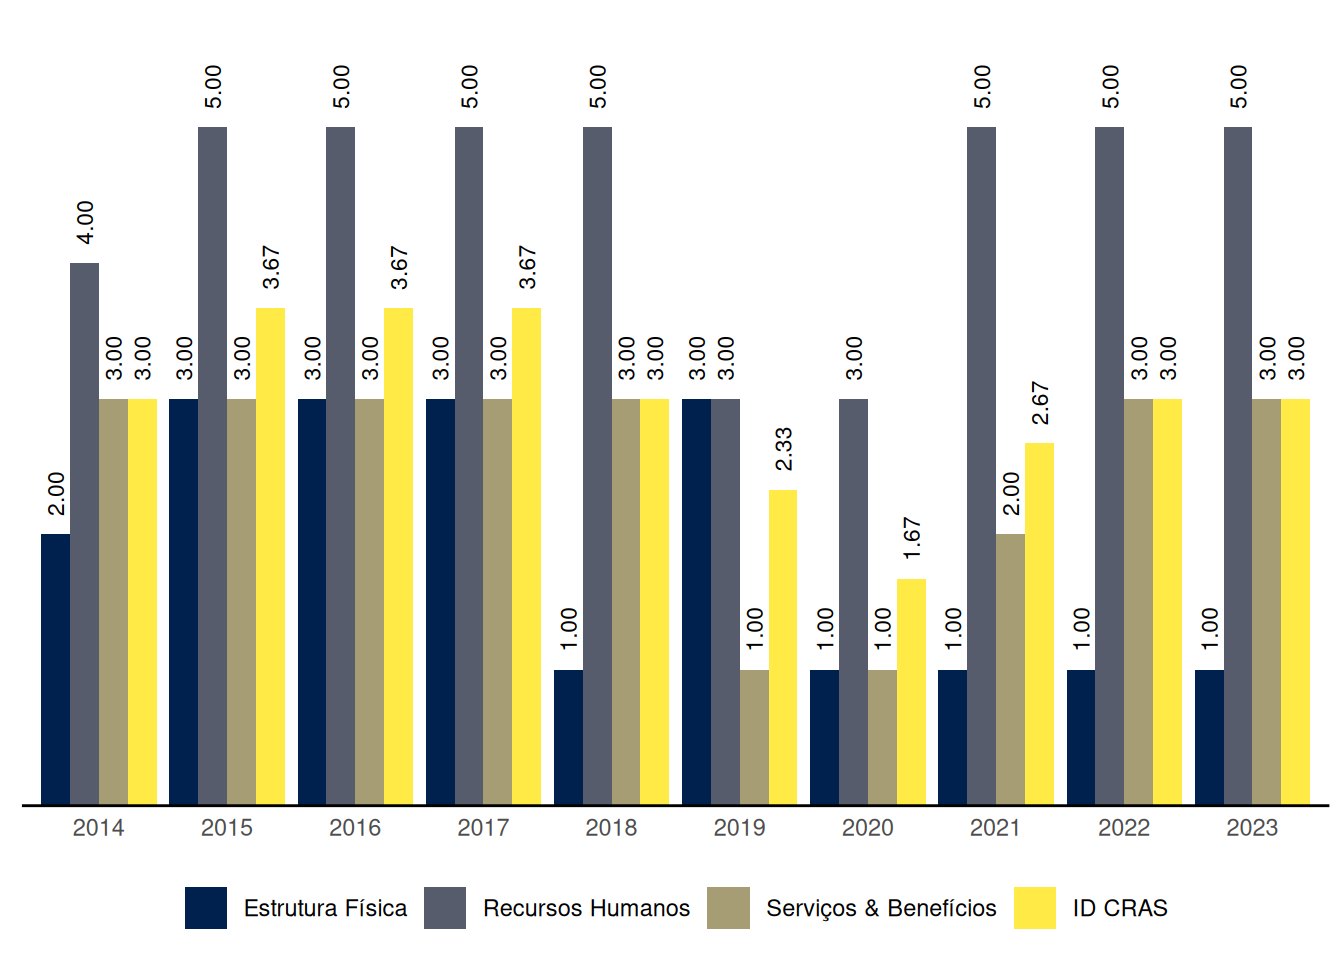 5.00 5.00 5.00 5.00 5.00 5.00 5.00
4.00
3.67 3.67 3.67
3.00 3.00 3.00 3.00 3.00 3.00 3.00 3.00 3.00 3.00 3.00 3.00 3.00 3.00 3.00 3.00 3.00
2.67
2.33
2.00 2.00
1.67
1.00 1.00 1.00 1.00 1.00 1.00 1.00
2014 2015 2016 2017 2018 2019 2020 2021 2022 2023
Estrutura Física Recursos Humanos Serviços & Benefícios ID CRAS